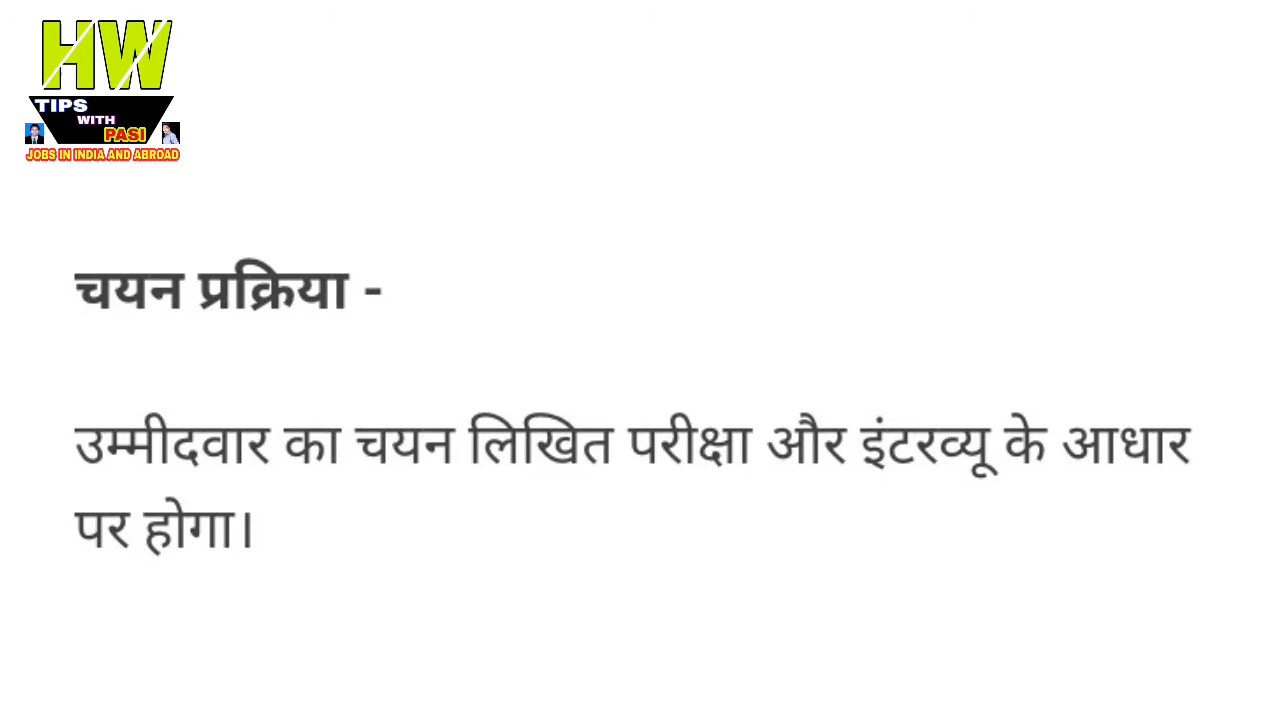 HW
TIPS
WITH
PASI
JOBS IN INDIA AND ABROAD
चयन प्रक्रिया -
उम्मीदवार का चयन लिखित परीक्षा और इंटरव्यू के आधार
पर होगा।